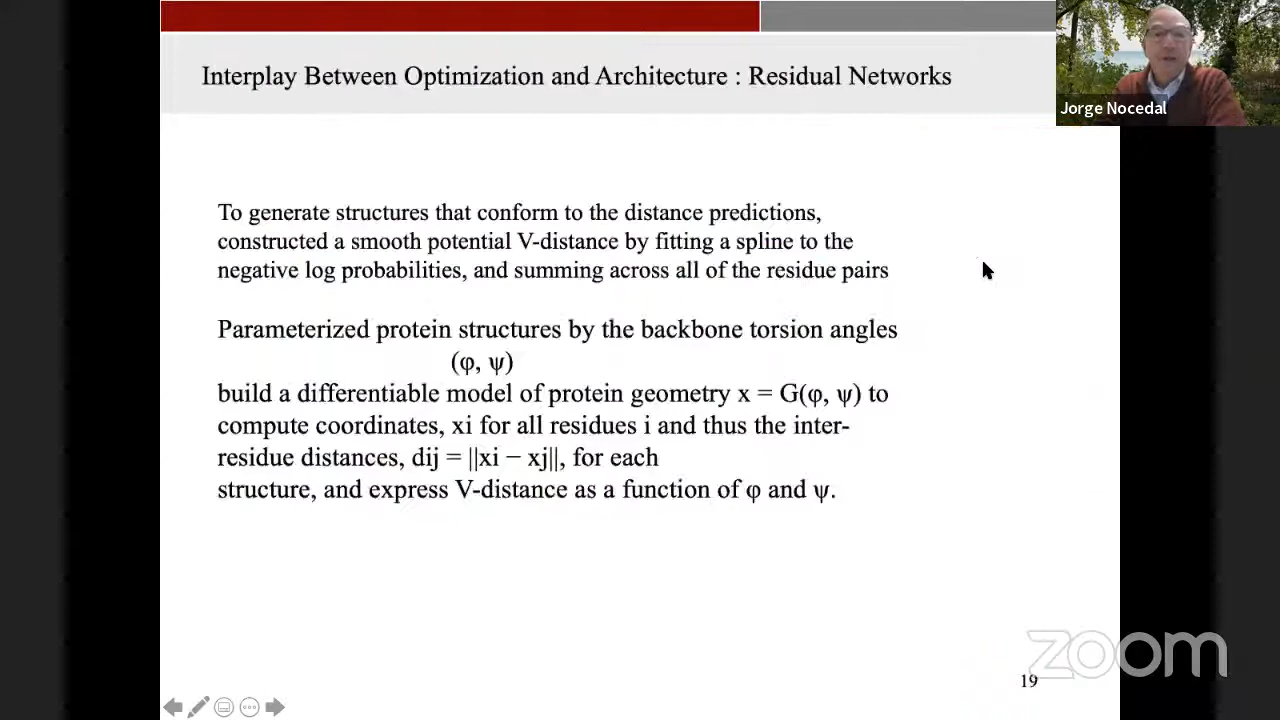 Interplay Between Optimization and Architecture : Residual Networks
Jorge Nocedal
To generate structures that conform to the distance predictions,
constructed a smooth potential V-distance by fitting a spline to the
negative log probabilities, and summing across all of the residue pairs
Parameterized protein structures by the backbone torsion angles
(φ, ψ)
build a differentiable model of protein geometry x = G(φ, ψ) to
compute coordinates, xi for all residues i and thus the inter-
residue distances, dij = ||xi − xj||, for each
structure, and express V-distance as a function of φ and ψ.
zoom
19